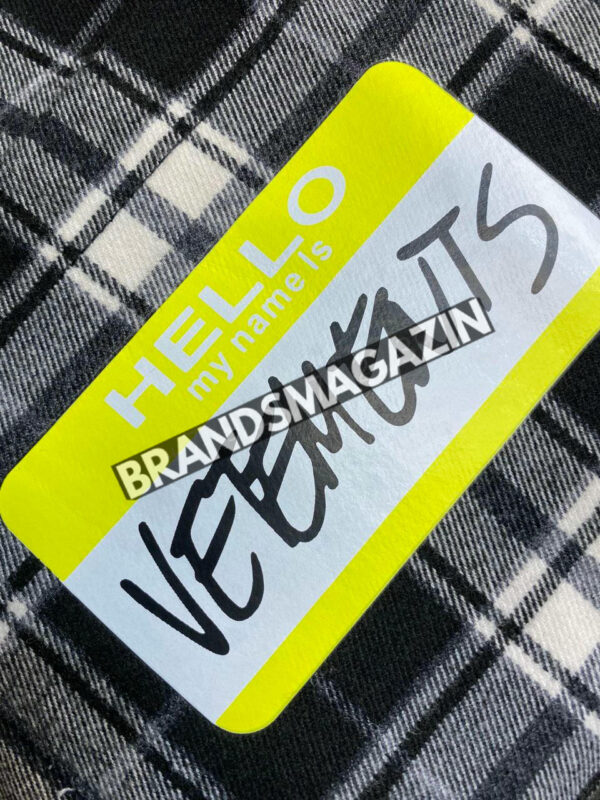 HELLO
my name Is
VETEMENTS
BRANDSMAGAZIN